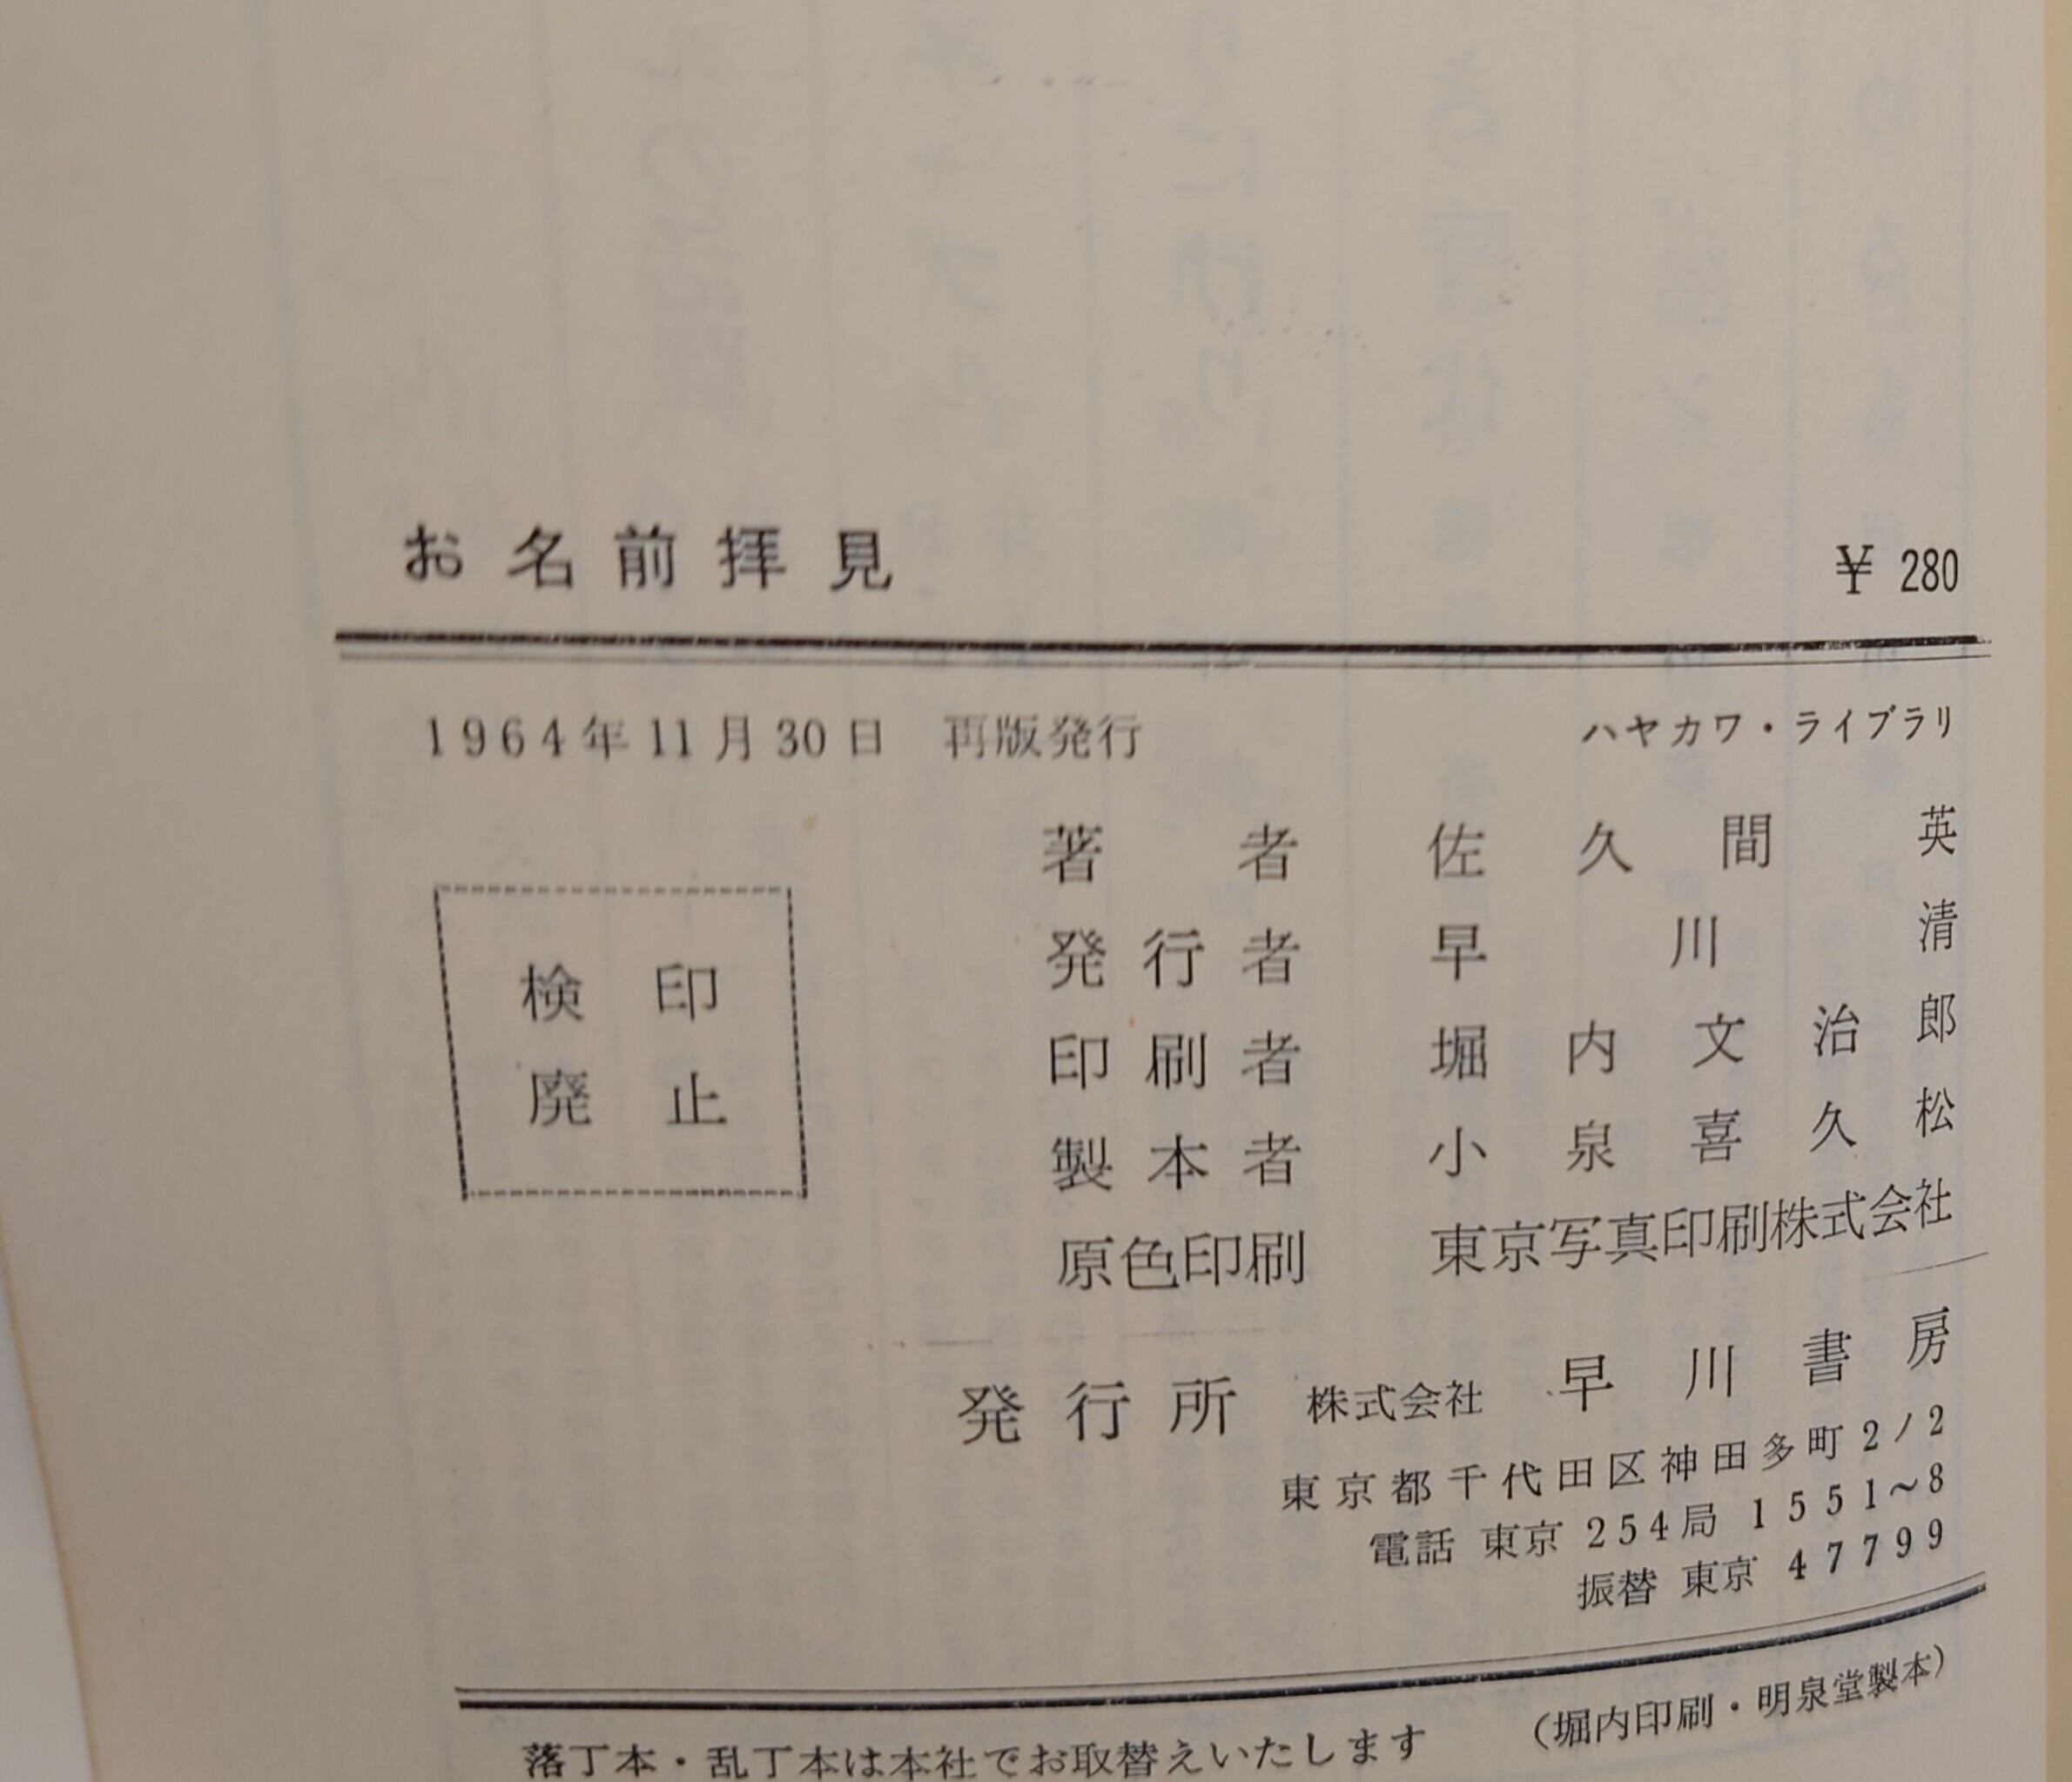 お名前拝見 ¥280
1964年11月30日 再版発行 ハヤカワ・ライブラリ
検印
廃止
著者 佐久間英
発行者 早川清
印刷者 堀内文治郎
製本者 小泉喜久松
原色印刷 東京写真印刷株式会社
発行所 株式会社 早川書房
東京都千代田区神田多町2/2
電話 東京 254局 1551~8
振替 東京 47799
落丁本・乱丁本は本社でお取替えいたします (堀内印刷・明泉堂製本)